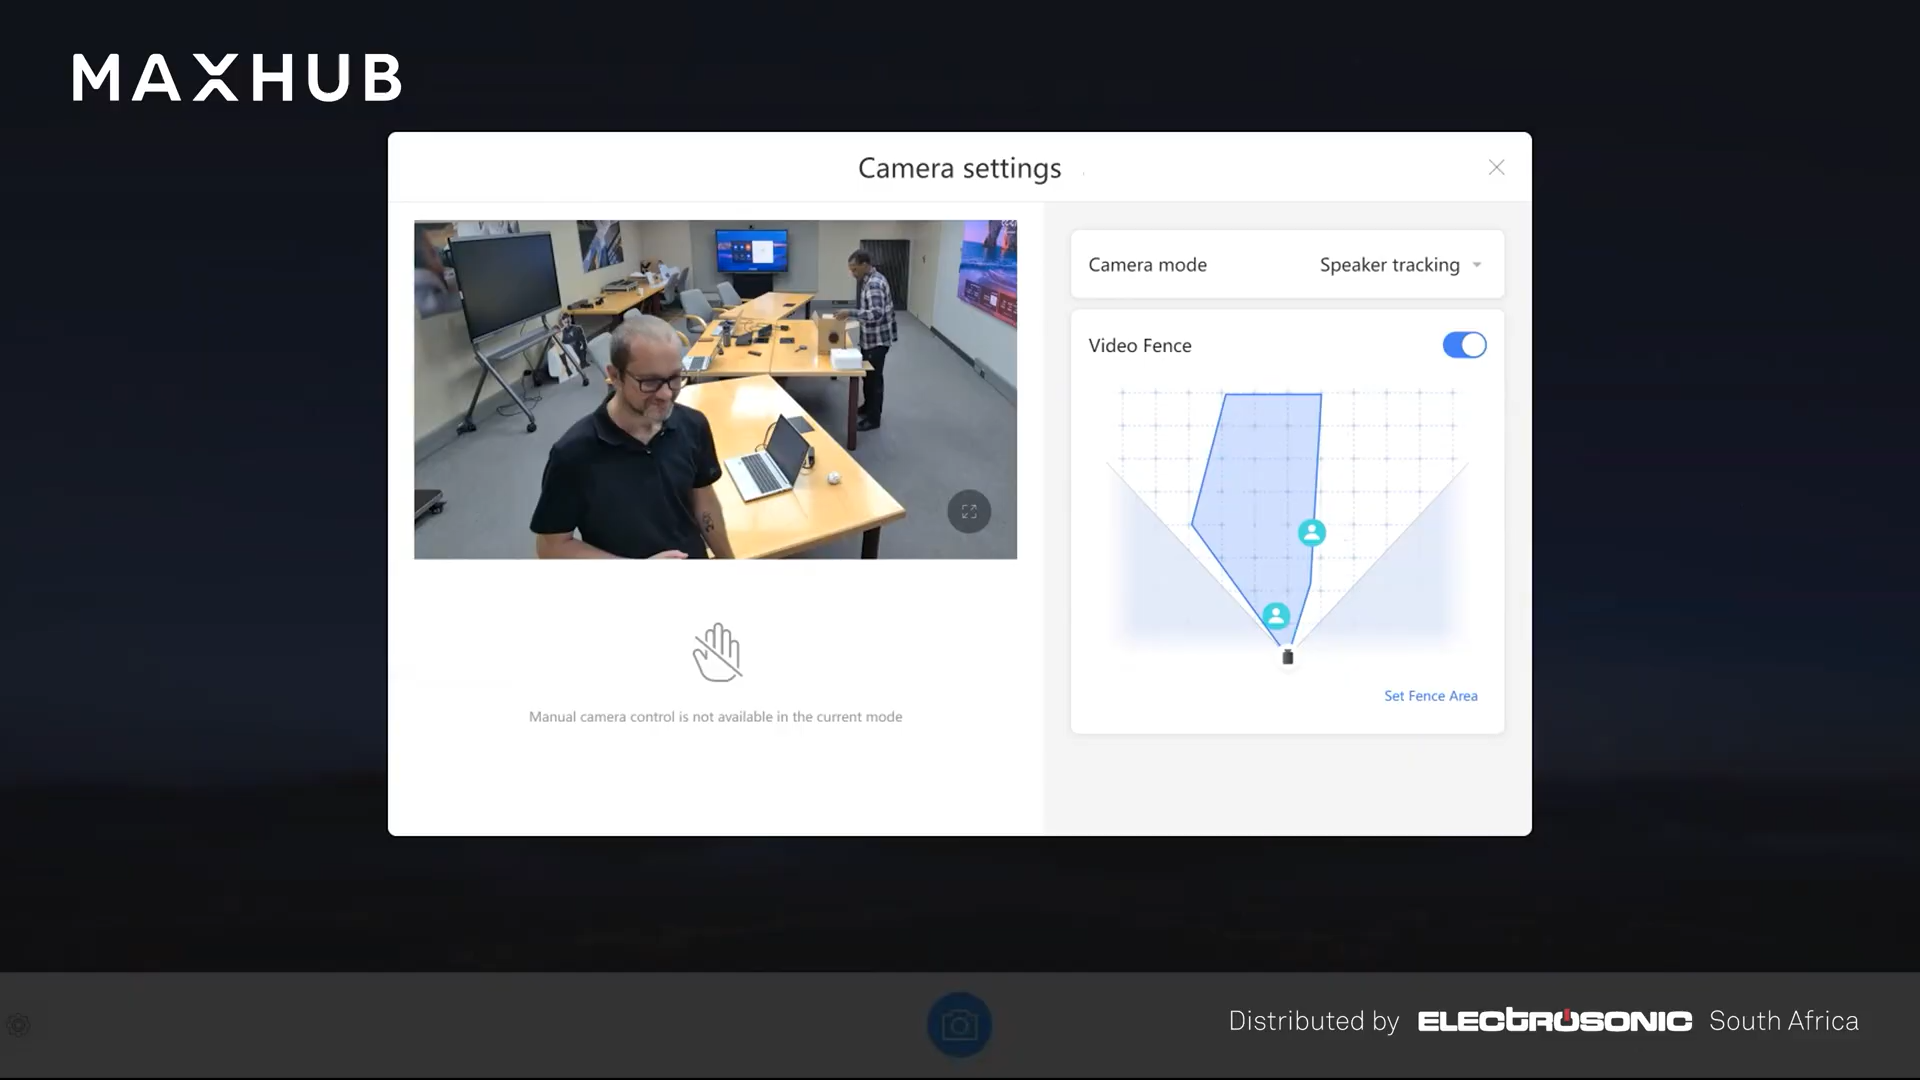 MAXHUB
Camera settings
Camera mode
Speaker tracking
Video Fence
Set Fence Area
Manual camera control is not available in the current mode
Distributed by ELECTROSONIC South Africa